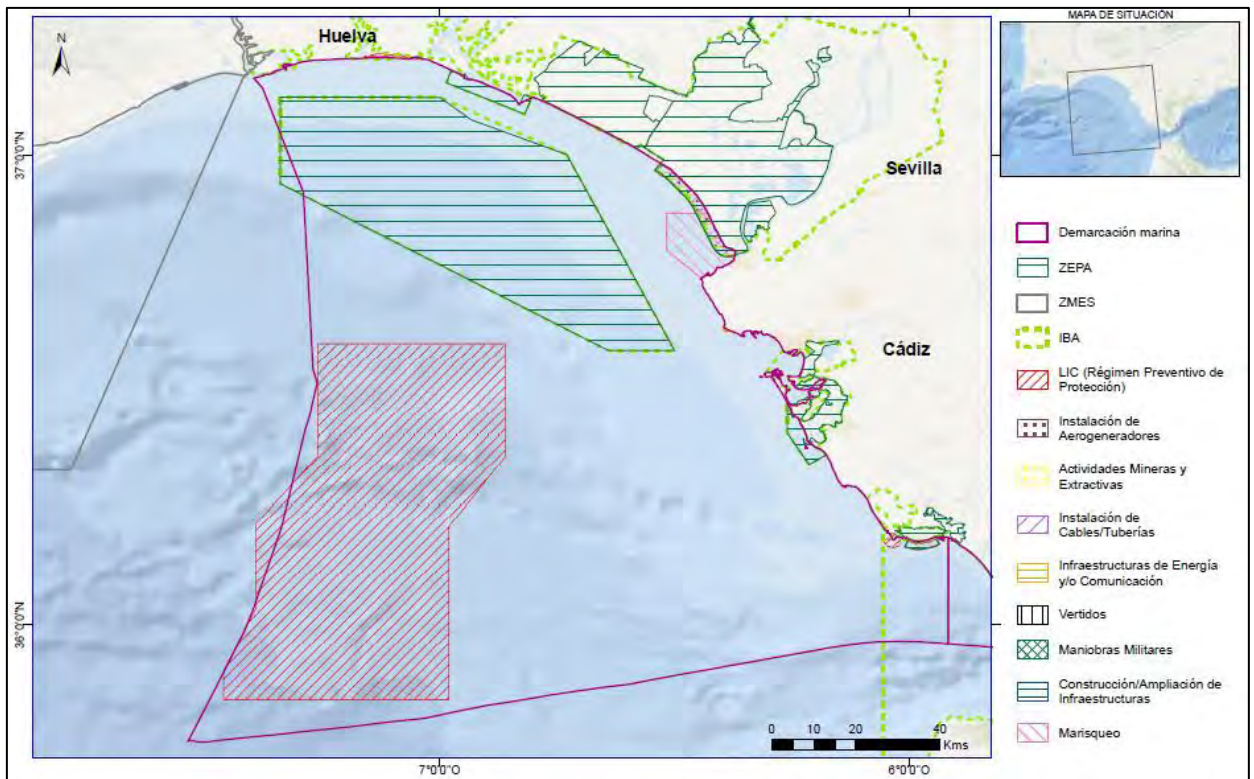 MAPA DE SITUACIÓN
N
Huelva
Sevilla
Cádiz
37°0'0"N
36°0'0"N
7°0'0"O
6°0'0"O
0 10 20 40
Kms
Demarcación marina
ZEPA
ZMES
IBA
LIC (Régimen Preventivo de
Protección)
Instalación de
Aerogeneradores
Actividades Mineras y
Extractivas
Instalación de
Cables/Tuberías
Infraestructuras de Energía
y/o Comunicación
Vertidos
Maniobras Militares
Construcción/Ampliación de
Infraestructuras
Marisqueo